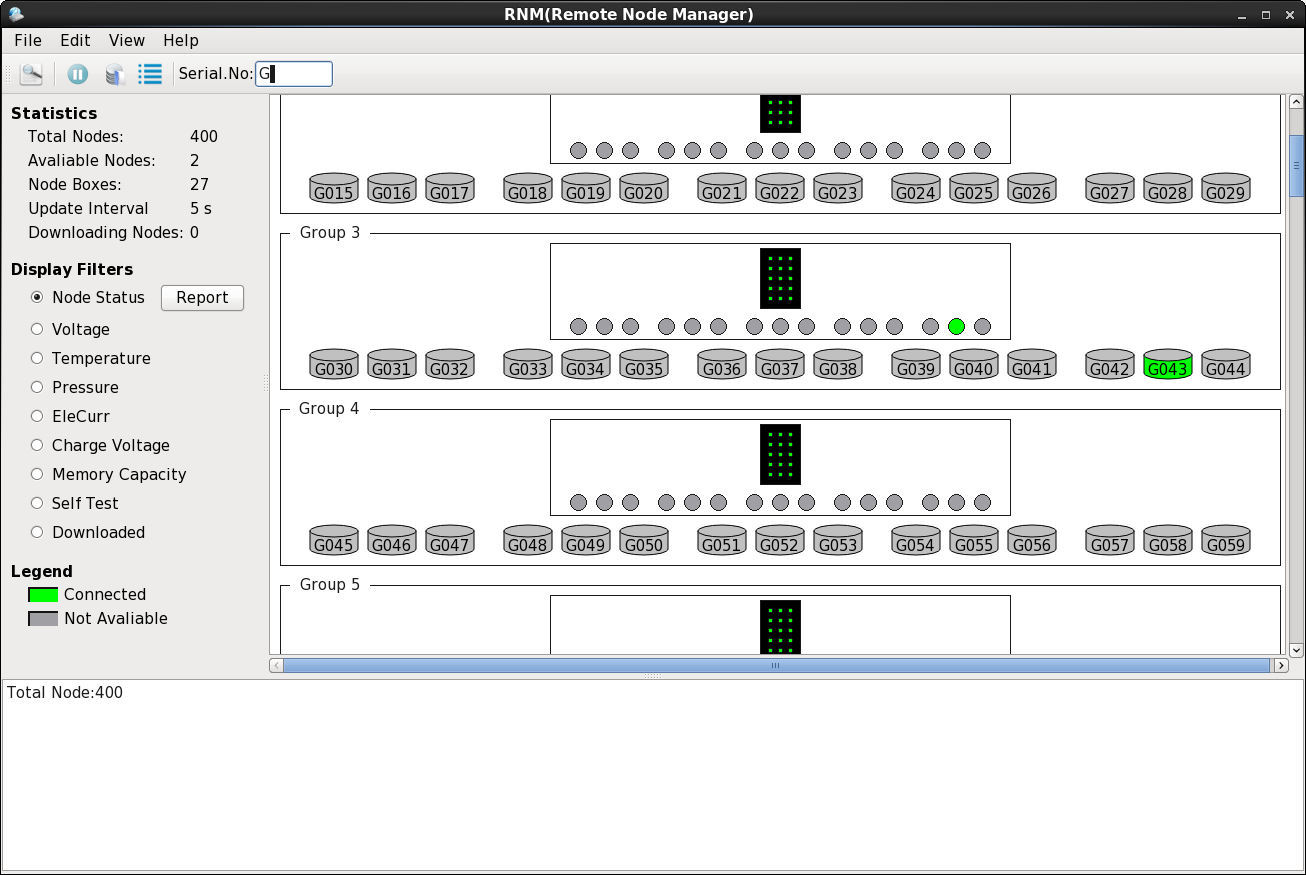 RNM(Remote Node Manager)
File Edit View Help
Serial.No: G
Statistics
Total Nodes: 400
Avaliable Nodes: 2
Node Boxes: 27
Update Interval 5 s
Downloading Nodes: 0
Display Filters
Node Status Report
Voltage
Temperature
Pressure
EleCurr
Charge Voltage
Memory Capacity
Self Test
Downloaded
Legend
Connected
Not Avaliable
G015 G016 G017 G018 G019 G020 G021 G022 G023 G024 G025 G026 G027 G028 G029
Group 3
G030 G031 G032 G033 G034 G035 G036 G037 G038 G039 G040 G041 G042 G043 G044
Group 4
G045 G046 G047 G048 G049 G050 G051 G052 G053 G054 G055 G056 G057 G058 G059
Group 5
Total Node:400